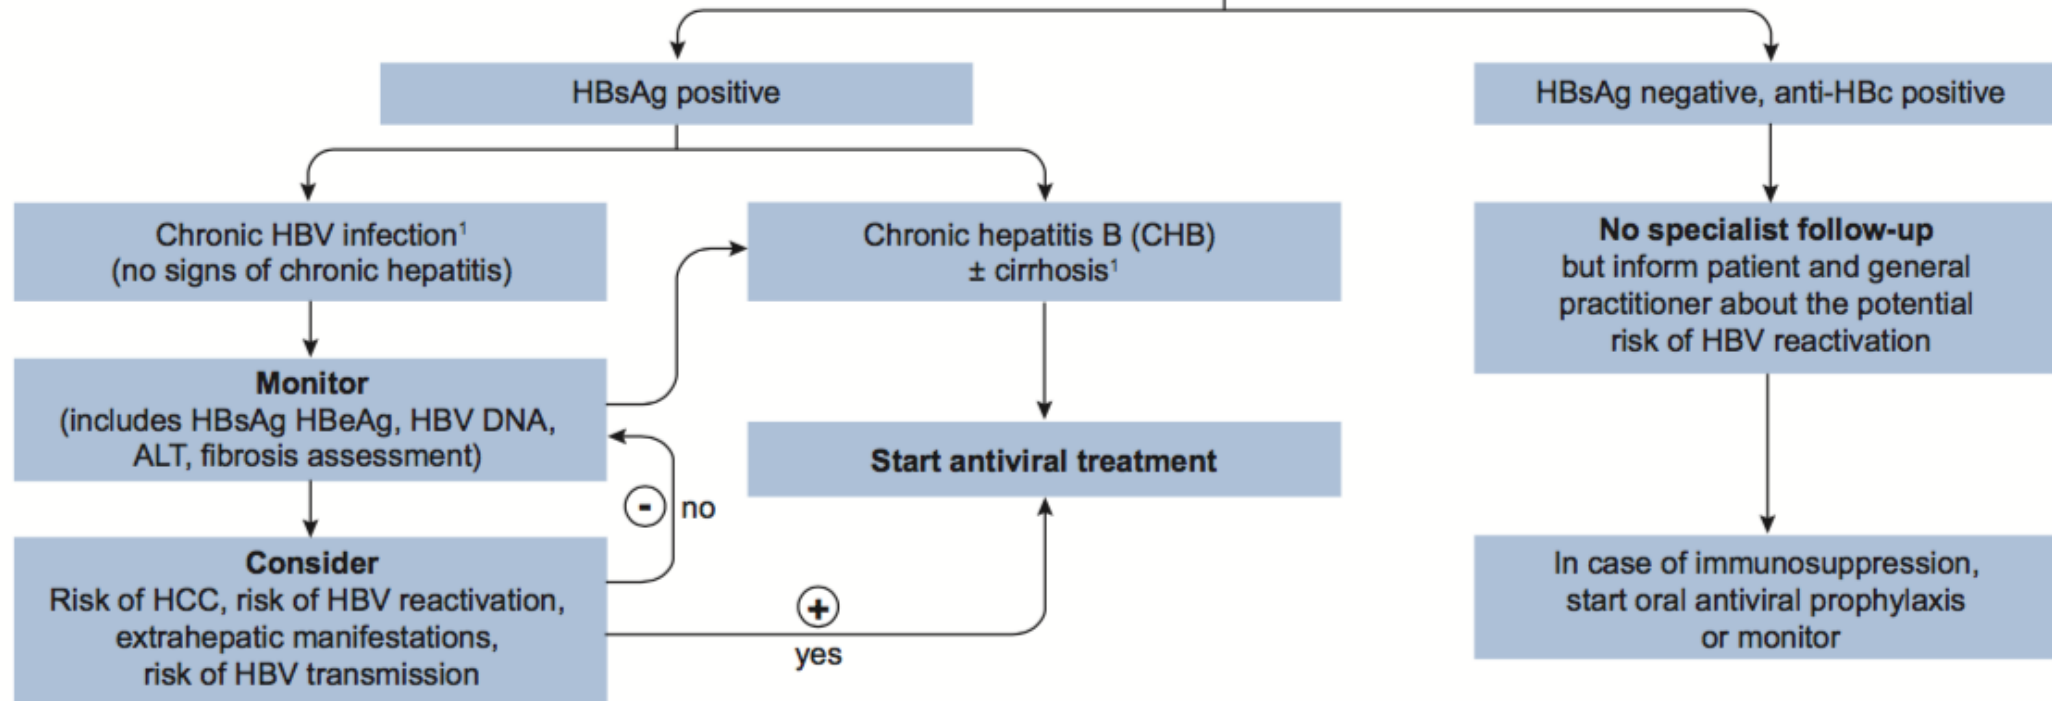 HBsAg positive
HBsAg negative, anti-HBc positive
Chronic HBV infection¹
(no signs of chronic hepatitis)
Chronic hepatitis B (CHB)
± cirrhosis¹
No specialist follow-up
but inform patient and general
practitioner about the potential
risk of HBV reactivation
Monitor
(includes HBsAg HBeAg, HBV DNA,
ALT, fibrosis assessment)
Start antiviral treatment
-
no
Consider
Risk of HCC, risk of HBV reactivation,
extrahepatic manifestations,
risk of HBV transmission
+
yes
In case of immunosuppression,
start oral antiviral prophylaxis
or monitor